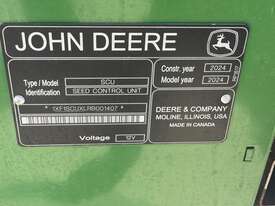 JOHN DEERE
Type / Model SCU
Identification SEED CONTROL UNIT
Voltage 12V
Constr. year 2024
Model year 2024
DEERE & COMPANY
MOLINE, ILLINOIS, USA
MADE IN CANADA